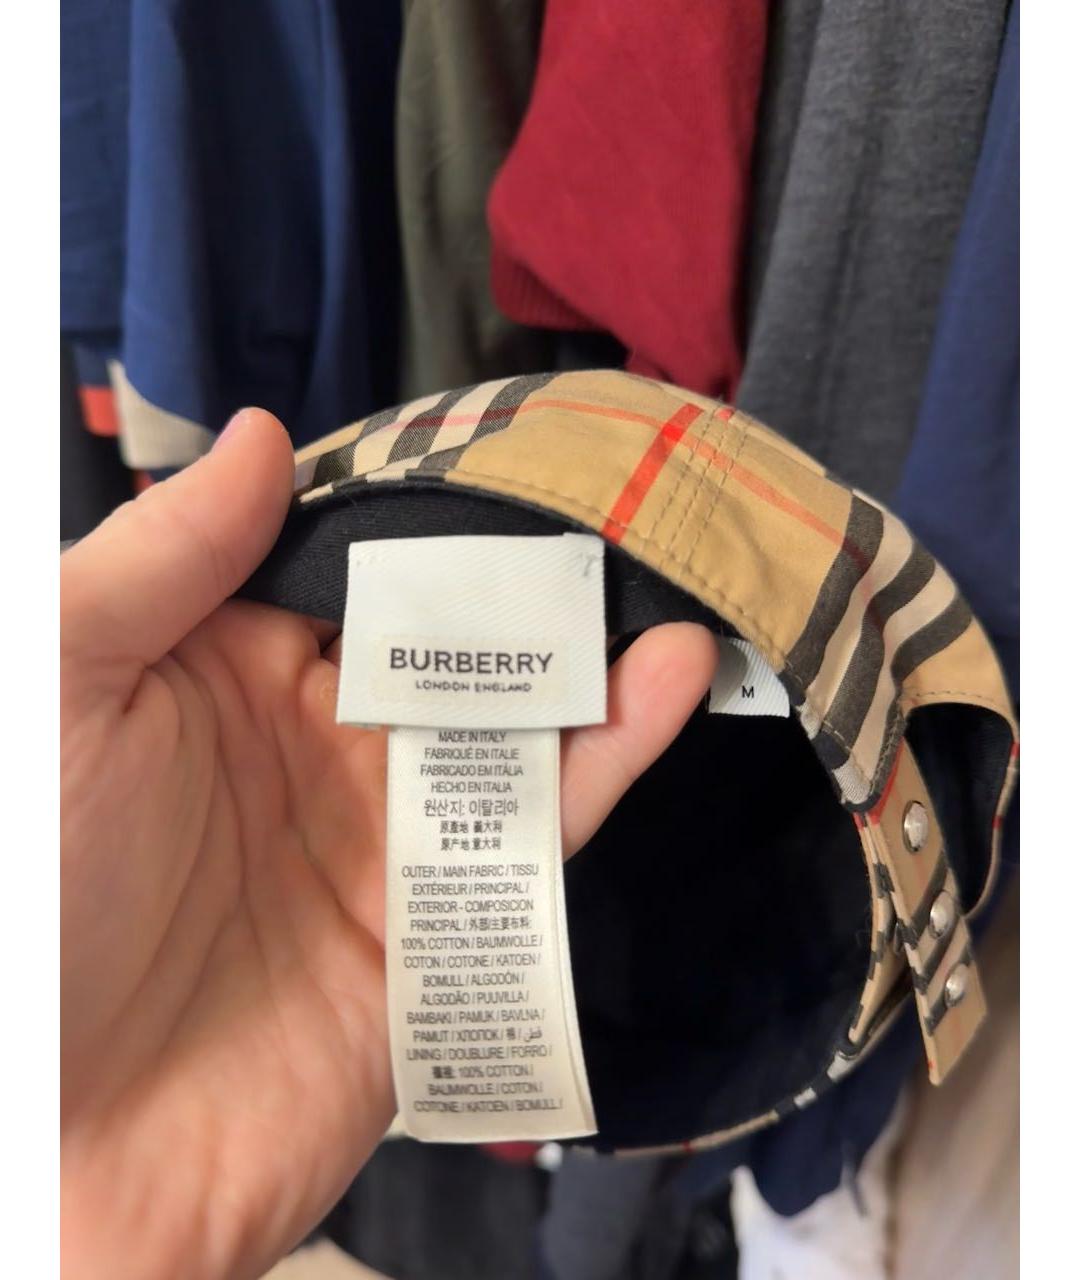 BURBERRY
LONDON ENGLAND
M
MADE IN ITALY
FABRIQUÉ EN ITALIE
FABRICADO EM ITÁLIA
HECHO EN ITALIA
원산지: 이탈리아
原產地 義大利
原产地 意大利
OUTER / MAIN FABRIC / TISSU
EXTÉRIEUR / PRINCIPAL /
EXTERIOR - COMPOSICION
PRINCIPAL / 外部/主要布料:
100% COTTON / BAUMWOLLE /
COTON / COTONE / KATOEN /
BOMULL / ALGODÓN /
ALGODÃO / PUUVILLA /
BAMBAKI / PAMUK / BAVLNA /
PAMUT / ХЛОПОК / 棉 / قطن /
LINING / DOUBLURE / FORRO /
100% COTTON /
BAUMWOLLE / COTON /
COTONE / KATOEN / BOMULL /